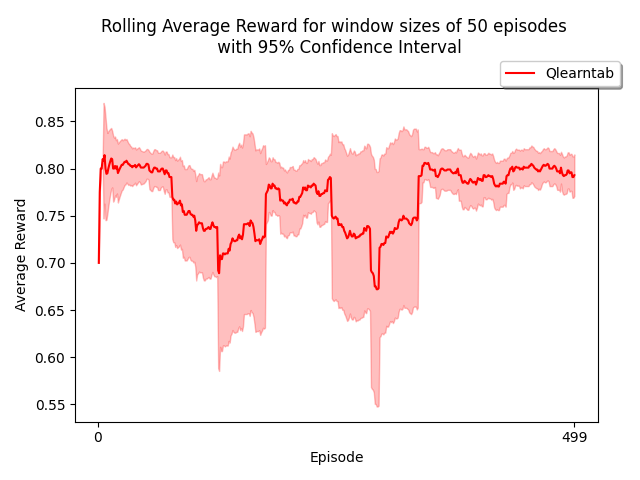 Rolling Average Reward for window sizes of 50 episodes
with 95% Confidence Interval
Qlearntab
0.85
0.80
0.75
0.70
0.65
0.60
0.55
Average Reward
0
499
Episode